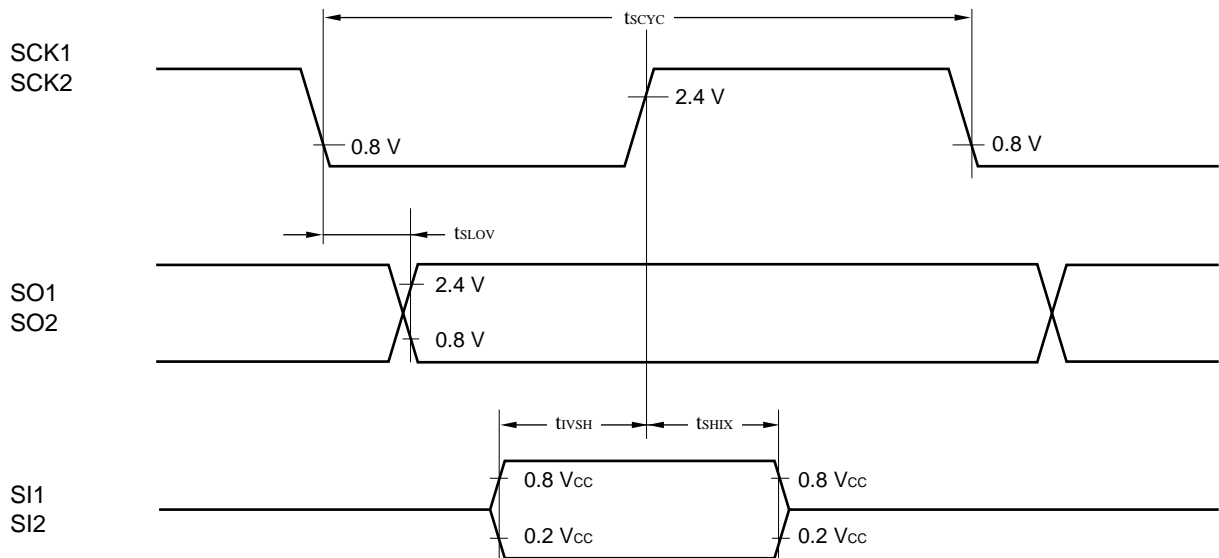 tSCYC
SCK1
SCK2
2.4 V
0.8 V
0.8 V
tSLOV
SO1
SO2
2.4 V
0.8 V
tIVSH
tSHIX
SI1
SI2
0.8 VCC
0.8 VCC
0.2 VCC
0.2 VCC